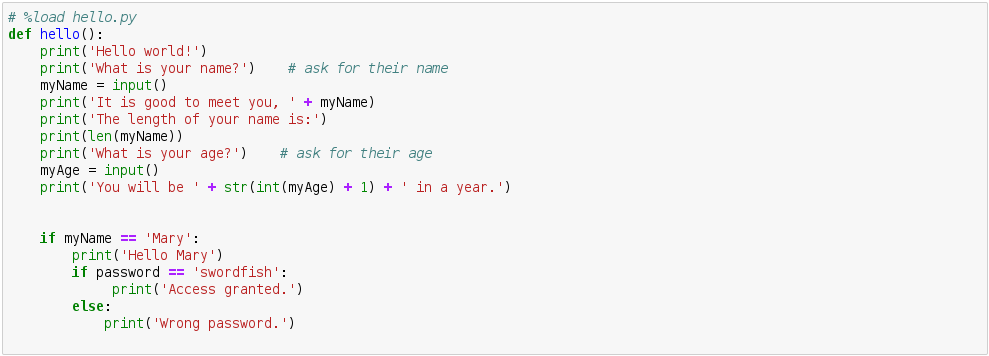 # %load hello.py
def hello():
    print('Hello world!')
    print('What is your name?')    # ask for their name
    myName = input()
    print('It is good to meet you, ' + myName)
    print('The length of your name is:')
    print(len(myName))
    print('What is your age?')    # ask for their age
    myAge = input()
    print('You will be ' + str(int(myAge) + 1) + ' in a year.')
    if myName == 'Mary':
        print('Hello Mary')
        if password == 'swordfish':
             print('Access granted.')
        else:
            print('Wrong password.')